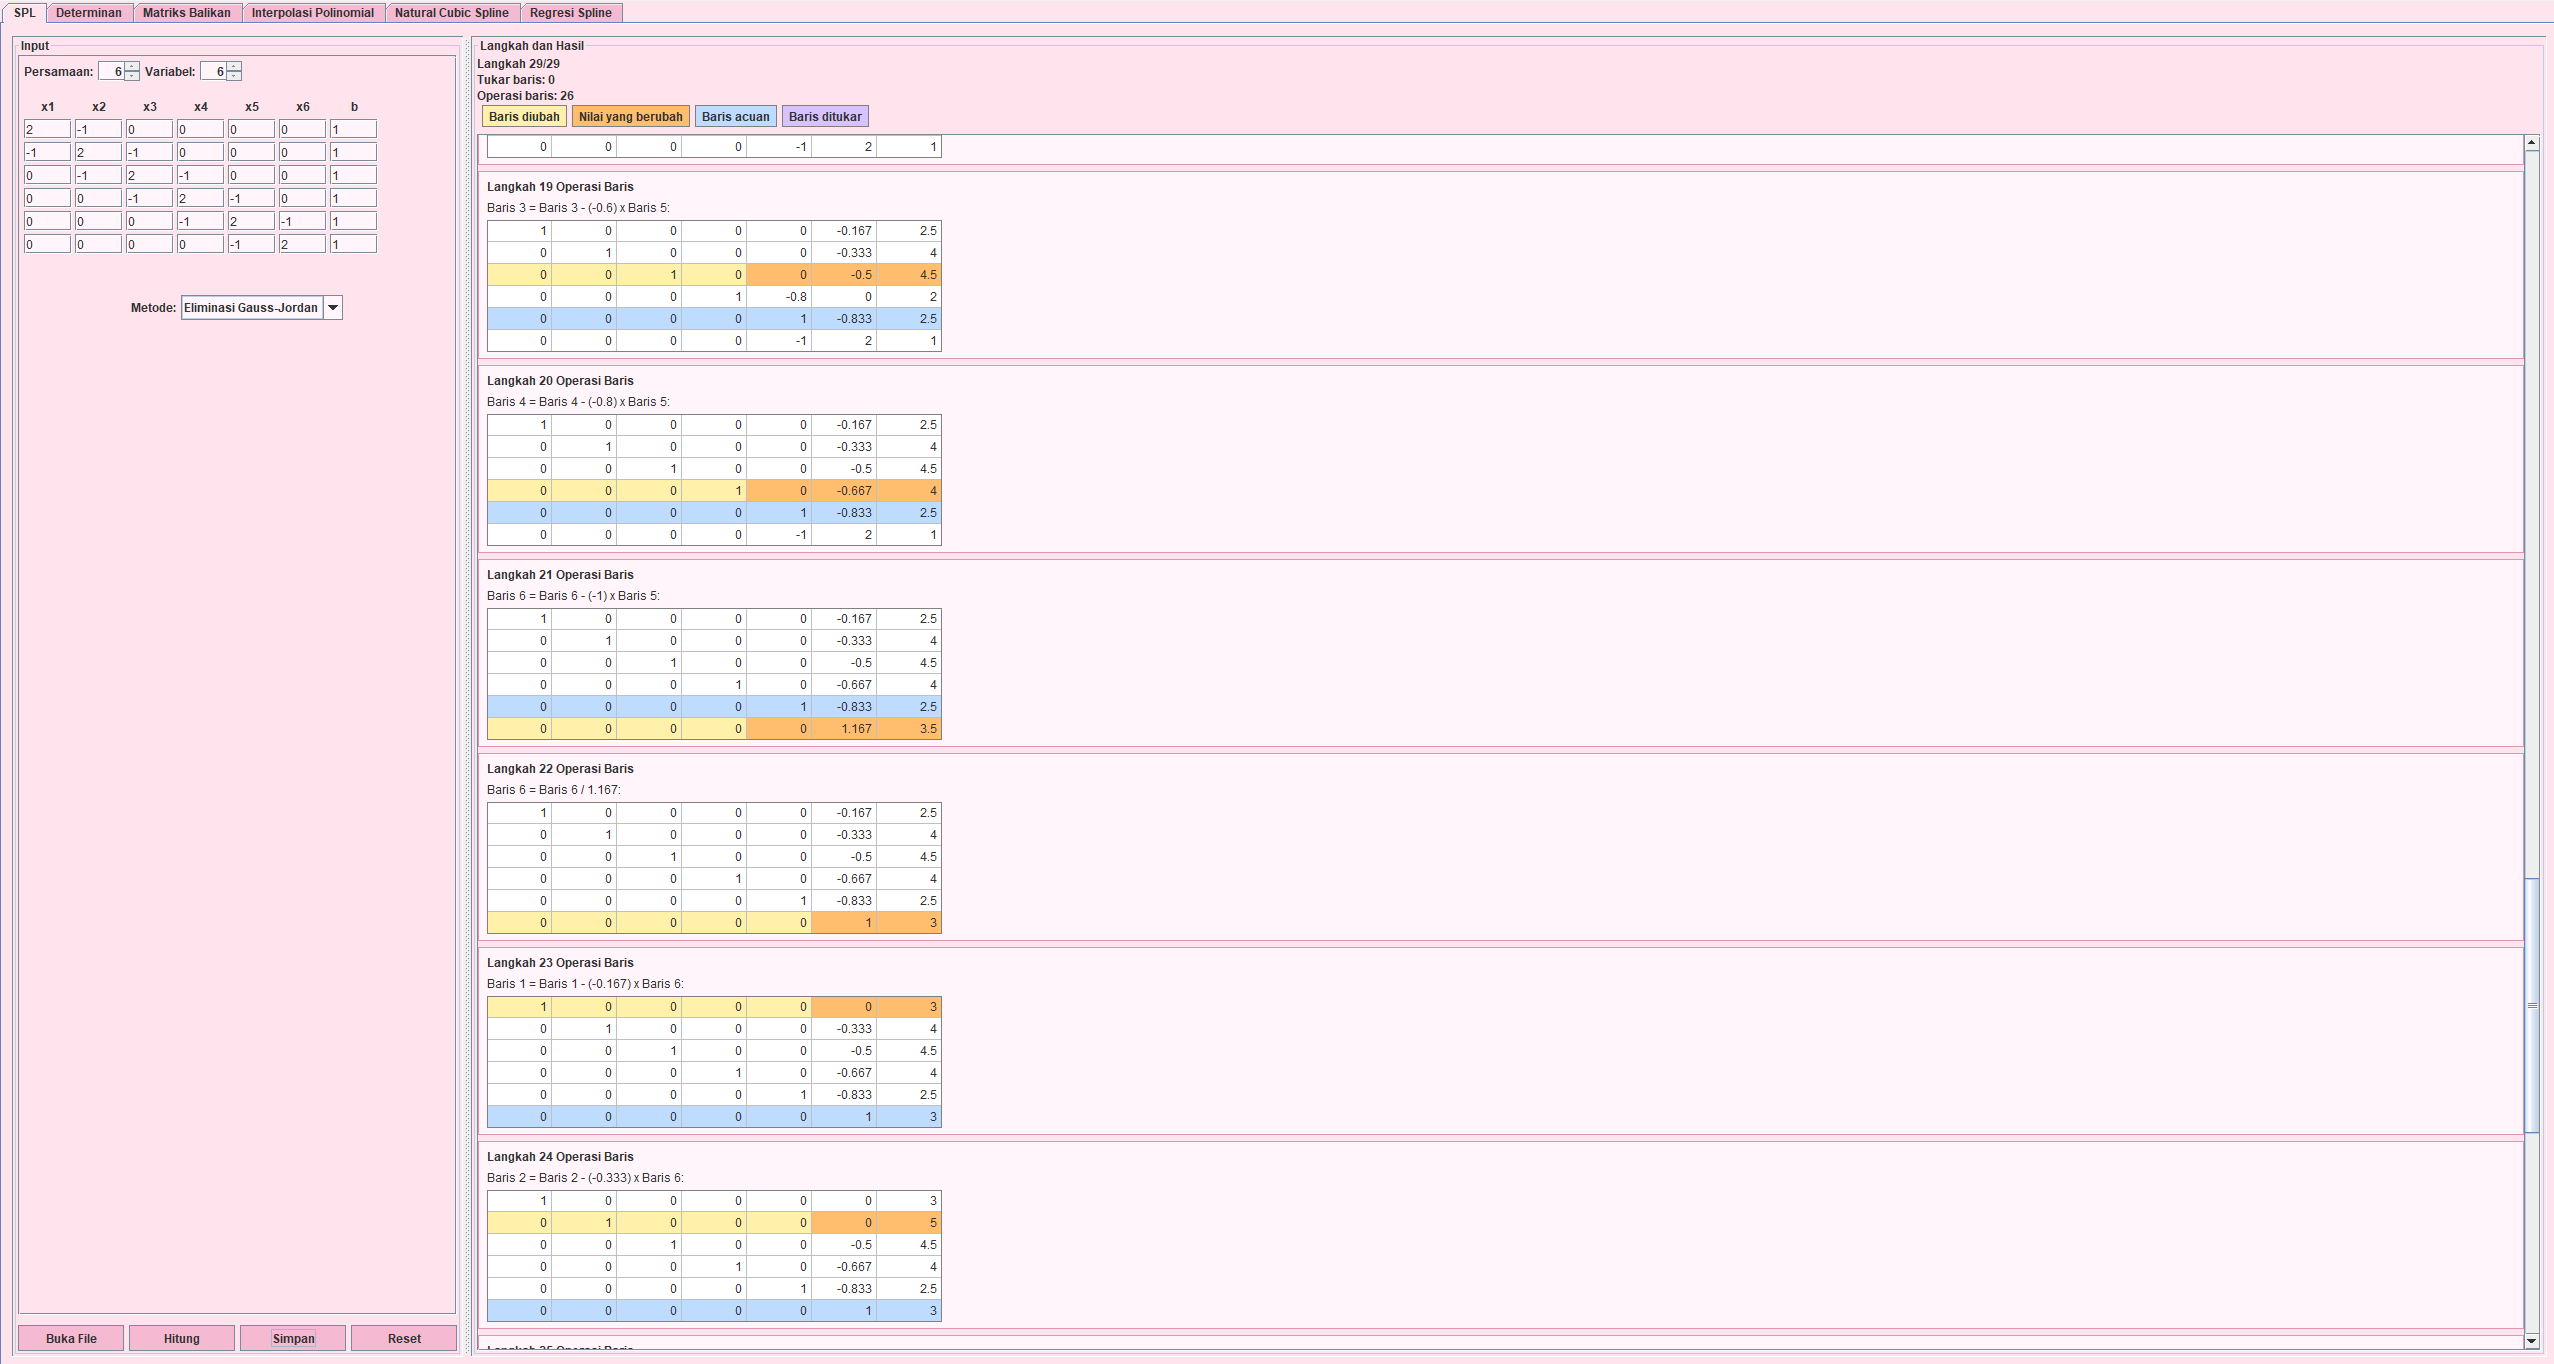 SPL Determinan Matriks Balikan Interpolasi Polinomial Natural Cubic Spline Regresi Spline
Input
Persamaan: 6 Variabel: 6
x1 x2 x3 x4 x5 x6 b
2 -1 0 0 0 0 1
-1 2 -1 0 0 0 1
0 -1 2 -1 0 0 1
0 0 -1 2 -1 0 1
0 0 0 -1 2 -1 1
0 0 0 0 -1 2 1
Metode: Eliminasi Gauss-Jordan
Buka File Hitung Simpan Reset
Langkah dan Hasil
Langkah 29/29
Tukar baris: 0
Operasi baris: 26
Baris diubah Nilai yang berubah Baris acuan Baris ditukar
0 0 0 0 -1 2 1
Langkah 19 Operasi Baris
Baris 3 = Baris 3 - (-0.6) x Baris 5:
1 0 0 0 0 -0.167 2.5
0 1 0 0 0 -0.333 4
0 0 1 0 0 -0.5 4.5
0 0 0 1 -0.8 0 2
0 0 0 0 1 -0.833 2.5
0 0 0 0 -1 2 1
Langkah 20 Operasi Baris
Baris 4 = Baris 4 - (-0.8) x Baris 5:
1 0 0 0 0 -0.167 2.5
0 1 0 0 0 -0.333 4
0 0 1 0 0 -0.5 4.5
0 0 0 1 0 -0.667 4
0 0 0 0 1 -0.833 2.5
0 0 0 0 -1 2 1
Langkah 21 Operasi Baris
Baris 6 = Baris 6 - (-1) x Baris 5:
1 0 0 0 0 -0.167 2.5
0 1 0 0 0 -0.333 4
0 0 1 0 0 -0.5 4.5
0 0 0 1 0 -0.667 4
0 0 0 0 1 -0.833 2.5
0 0 0 0 0 1.167 3.5
Langkah 22 Operasi Baris
Baris 6 = Baris 6 / 1.167:
1 0 0 0 0 -0.167 2.5
0 1 0 0 0 -0.333 4
0 0 1 0 0 -0.5 4.5
0 0 0 1 0 -0.667 4
0 0 0 0 1 -0.833 2.5
0 0 0 0 0 1 3
Langkah 23 Operasi Baris
Baris 1 = Baris 1 - (-0.167) x Baris 6:
1 0 0 0 0 0 3
0 1 0 0 0 -0.333 4
0 0 1 0 0 -0.5 4.5
0 0 0 1 0 -0.667 4
0 0 0 0 1 -0.833 2.5
0 0 0 0 0 1 3
Langkah 24 Operasi Baris
Baris 2 = Baris 2 - (-0.333) x Baris 6:
1 0 0 0 0 0 3
0 1 0 0 0 0 5
0 0 1 0 0 -0.5 4.5
0 0 0 1 0 -0.667 4
0 0 0 0 1 -0.833 2.5
0 0 0 0 0 1 3
Langkah 25 Operasi Baris